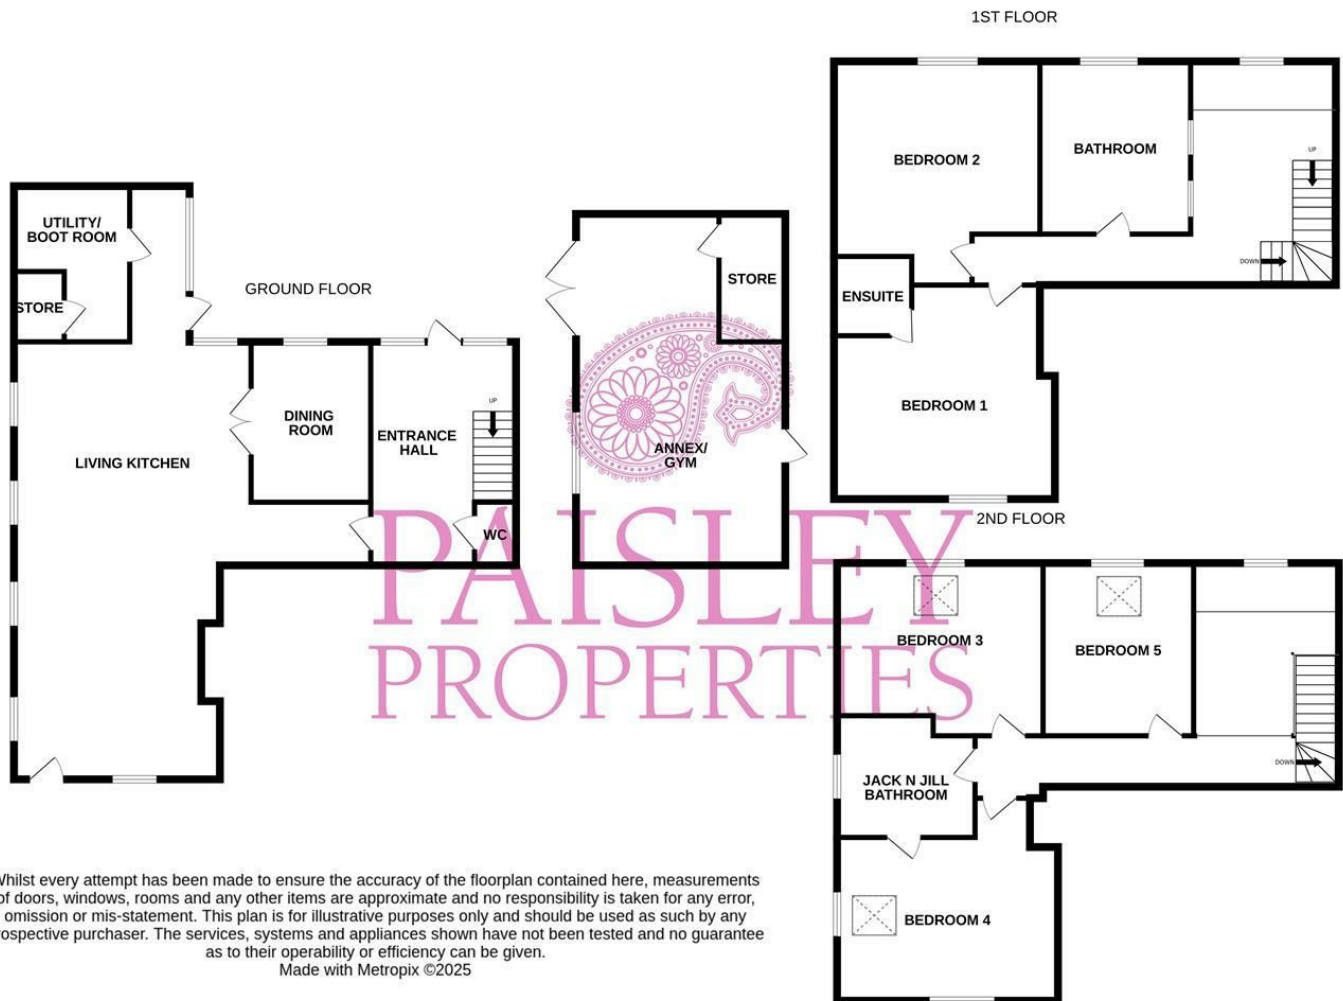 1ST FLOOR
BEDROOM 2
BATHROOM
UP
DOWN
ENSUITE
BEDROOM 1
UTILITY/
BOOT ROOM
STORE
GROUND FLOOR
DINING
ROOM
ENTRANCE
HALL
UP
LIVING KITCHEN
WC
STORE
ANNEX/
GYM
PAISLEY
PROPERTIES
2ND FLOOR
BEDROOM 3
BEDROOM 5
DOWN
JACK N JILL
BATHROOM
BEDROOM 4
Whilst every attempt has been made to ensure the accuracy of the floorplan contained here, measurements
of doors, windows, rooms and any other items are approximate and no responsibility is taken for any error,
omission or mis-statement. This plan is for illustrative purposes only and should be used as such by any
rospective purchaser. The services, systems and appliances shown have not been tested and no guarantee
as to their operability or efficiency can be given.
Made with Metropix ©2025